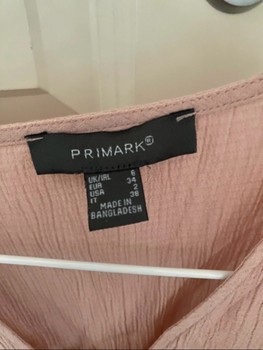 PRIMARK®
UK/IRL 6
EUR 34
USA 2
IT 38
MADE IN
BANGLADESH